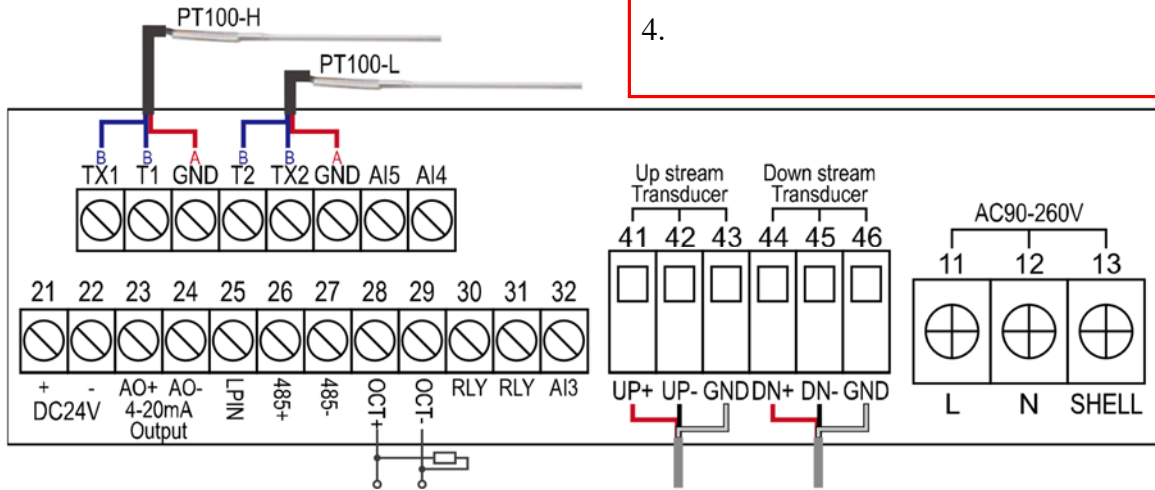 4.
PT100-H
PT100-L
B B A B B A
TX1 T1 GND T2 TX2 GND AI5 AI4
Up stream
Transducer
Down stream
Transducer
AC90-260V
41 42 43 44 45 46
11 12 13
21 22 23 24 25 26 27 28 29 30 31 32
+ - AO+ AO- LPIN 485+ 485- OCT+ OCT- RLY RLY AI3
DC24V 4-20mA
Output
UP+ UP- GND DN+ DN- GND
L N SHELL